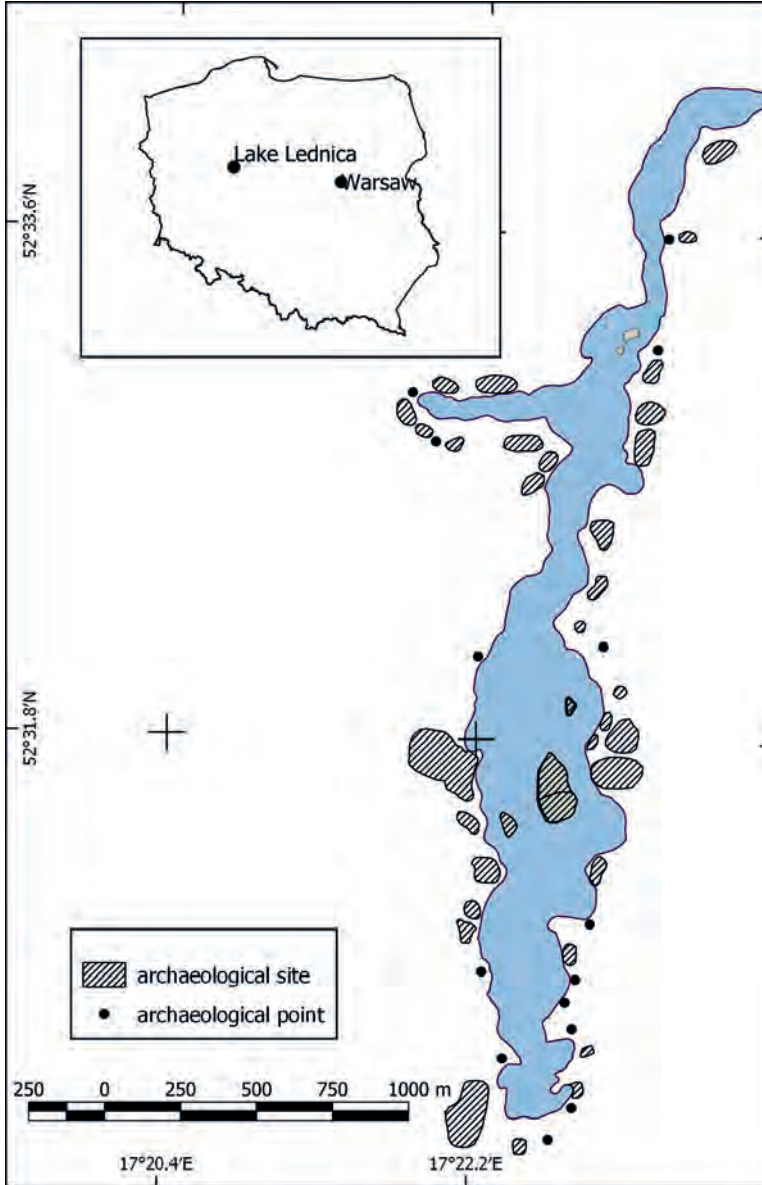 Lake Lednica
Warsaw
52°33.6'N
52°31.8'N
archaeological site
archaeological point
250 0 250 500 750 1000 m
17°20.4'E 17°22.2'E